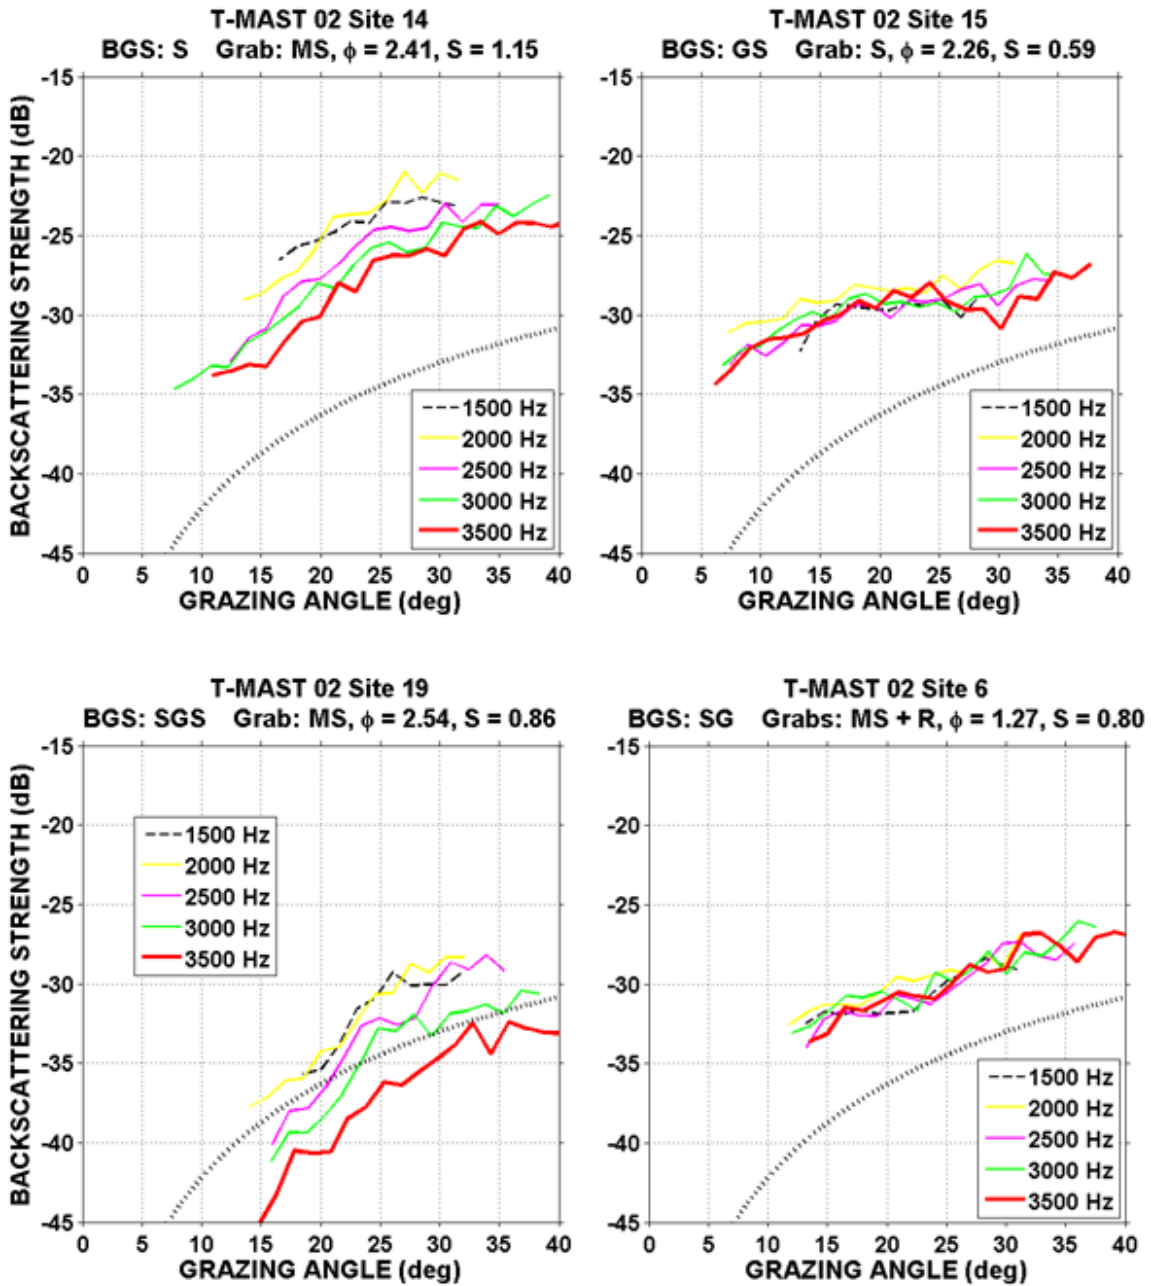 T-MAST 02 Site 14
BGS: S Grab: MS, ϕ = 2.41, S = 1.15
BACKSCATTERING STRENGTH (dB)
-15
-20
-25
-30
-35
-40
-45
1500 Hz
2000 Hz
2500 Hz
3000 Hz
3500 Hz
0 5 10 15 20 25 30 35 40
GRAZING ANGLE (deg)
T-MAST 02 Site 15
BGS: GS Grab: S, ϕ = 2.26, S = 0.59
-15
-20
-25
-30
-35
-40
-45
1500 Hz
2000 Hz
2500 Hz
3000 Hz
3500 Hz
0 5 10 15 20 25 30 35 40
GRAZING ANGLE (deg)
T-MAST 02 Site 19
BGS: SGS Grab: MS, ϕ = 2.54, S = 0.86
BACKSCATTERING STRENGTH (dB)
-15
-20
-25
-30
-35
-40
-45
1500 Hz
2000 Hz
2500 Hz
3000 Hz
3500 Hz
0 5 10 15 20 25 30 35 40
GRAZING ANGLE (deg)
T-MAST 02 Site 6
BGS: SG Grabs: MS + R, ϕ = 1.27, S = 0.80
-15
-20
-25
-30
-35
-40
-45
1500 Hz
2000 Hz
2500 Hz
3000 Hz
3500 Hz
0 5 10 15 20 25 30 35 40
GRAZING ANGLE (deg)